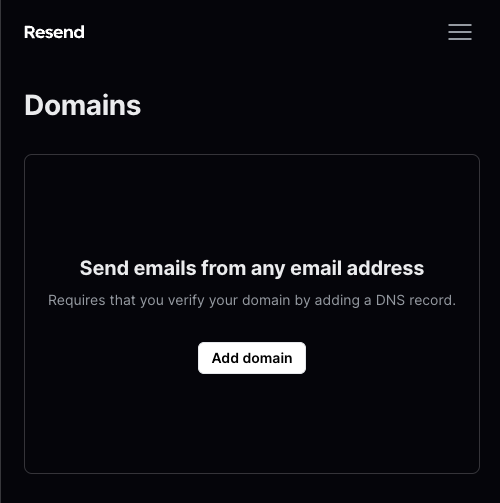 Resend
Domains
Send emails from any email address
Requires that you verify your domain by adding a DNS record.
Add domain